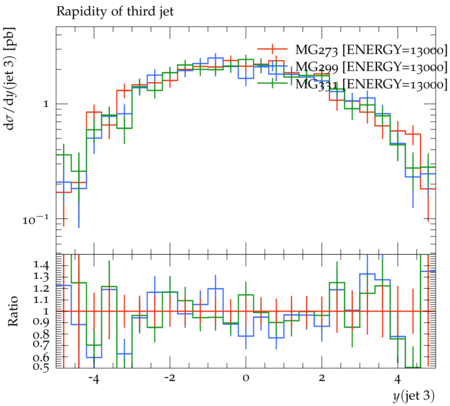 Rapidity of third jet
dσ/dy(jet 3) [pb]
MG273 [ENERGY=13000]
MG299 [ENERGY=13000]
MG331 [ENERGY=13000]
1
10⁻¹
Ratio
1.4
1.3
1.2
1.1
1
0.9
0.8
0.7
0.6
0.5
-4 -2 0 2 4
y(jet 3)